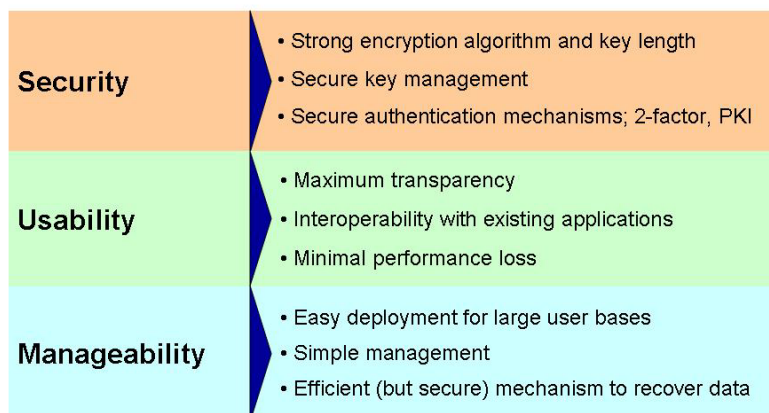 Security
• Strong encryption algorithm and key length
• Secure key management
• Secure authentication mechanisms; 2-factor, PKI
Usability
• Maximum transparency
• Interoperability with existing applications
• Minimal performance loss
Manageability
• Easy deployment for large user bases
• Simple management
• Efficient (but secure) mechanism to recover data